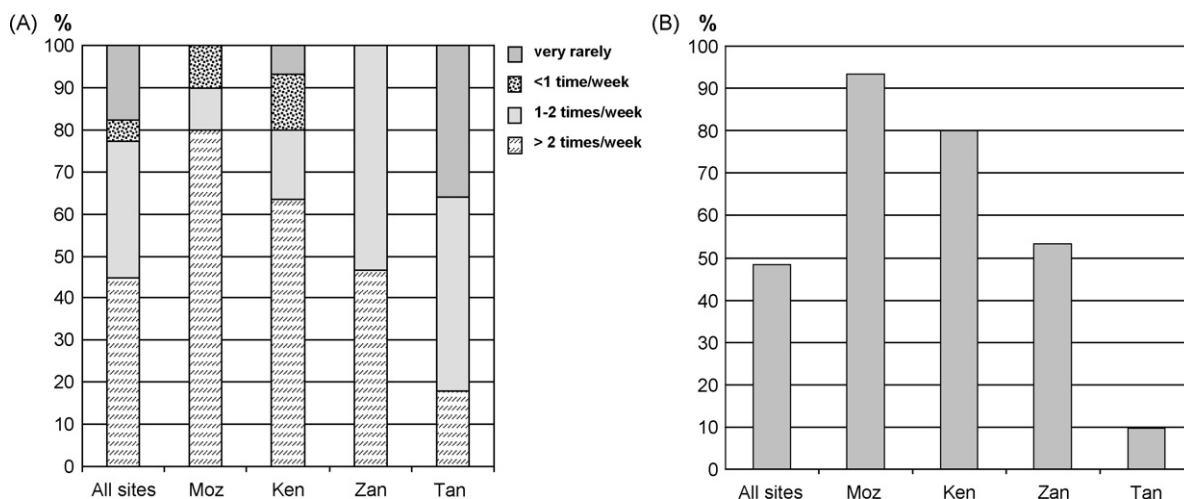 (A) %
100
90
80
70
60
50
40
30
20
10
0
All sites Moz Ken Zan Tan
very rarely
<1 time/week
1-2 times/week
> 2 times/week
(B) %
100
90
80
70
60
50
40
30
20
10
0
All sites Moz Ken Zan Tan